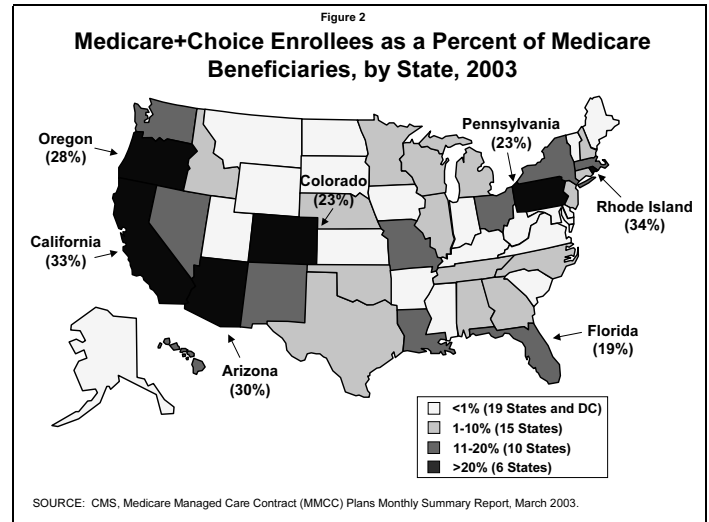 Figure 2
Medicare+Choice Enrollees as a Percent of Medicare
Beneficiaries, by State, 2003
Oregon
(28%)
Pennsylvania
(23%)
Colorado
(23%)
Rhode Island
(34%)
California
(33%)
Florida
(19%)
Arizona
(30%)
<1% (19 States and DC)
1-10% (15 States)
11-20% (10 States)
>20% (6 States)
SOURCE: CMS, Medicare Managed Care Contract (MMCC) Plans Monthly Summary Report, March 2003.